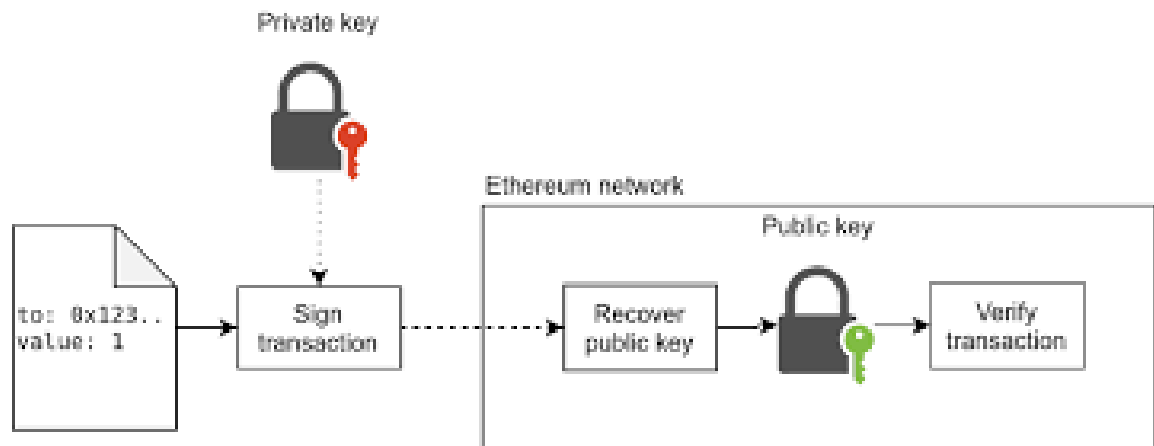 Private key
Ethereum network
Public key
to: 0x123..
value: 1
Sign
transaction
Recover
public key
Verify
transaction